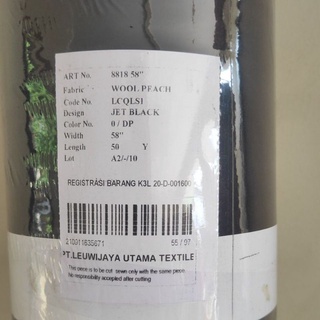 ART No. 8818 58"
Fabric WOOL PEACH
Code No. LCQLS1
Design JET BLACK
Color No. 0 / DP
Width 58"
Length 50 Y
Lot A2/-/10
REGISTRASI BARANG K3L 20-D-001600
210011635671 55 / 97
PT.LEUWIJAYA UTAMA TEXTILE
This piece is to be cut sewn only with the same piece
No responsibility accepted after cutting